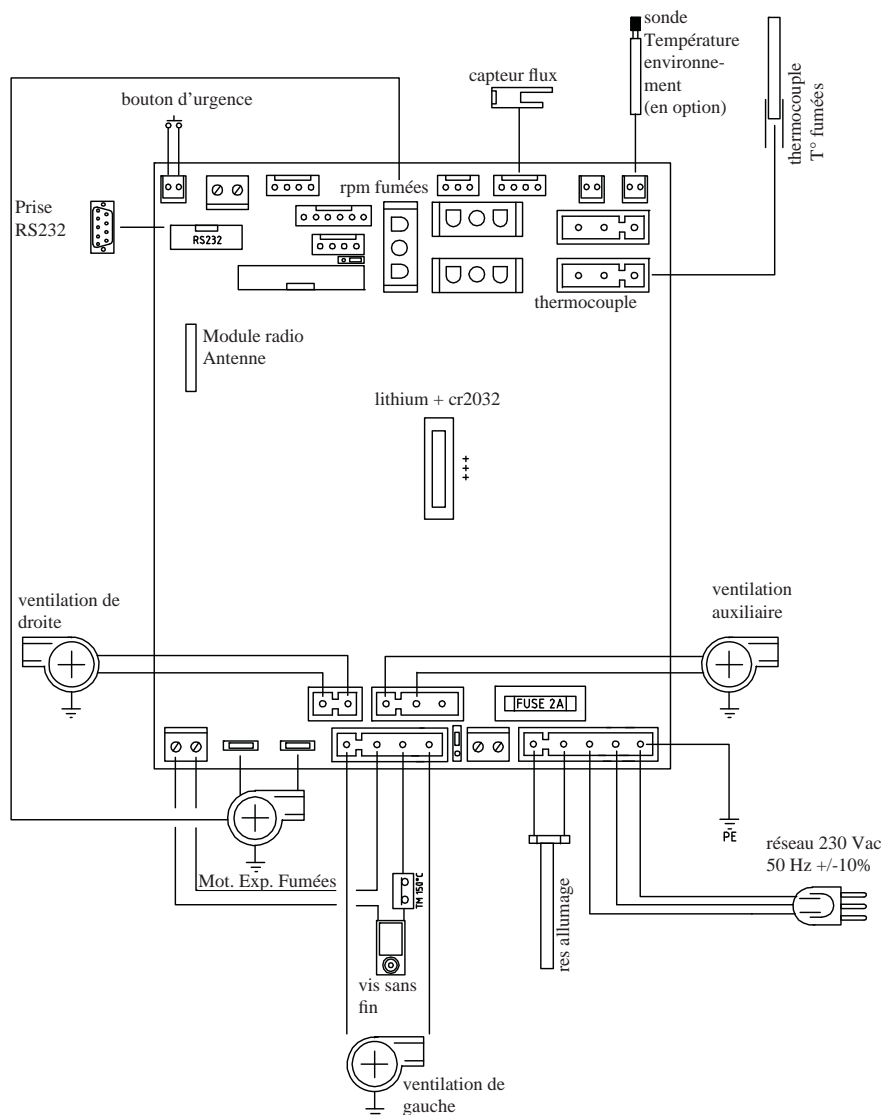 sonde
Température
environne-
ment
(en option)
capteur flux
bouton d'urgence
thermocouple
T° fumées
rpm fumées
Prise
RS232
RS232
thermocouple
Module radio
Antenne
lithium + cr2032
+++
ventilation de
droite
ventilation
auxiliaire
FUSE 2A
PE
réseau 230 Vac
50 Hz +/-10%
Mot. Exp. Fumées
TM 150°C
res allumage
vis sans
fin
ventilation de
gauche